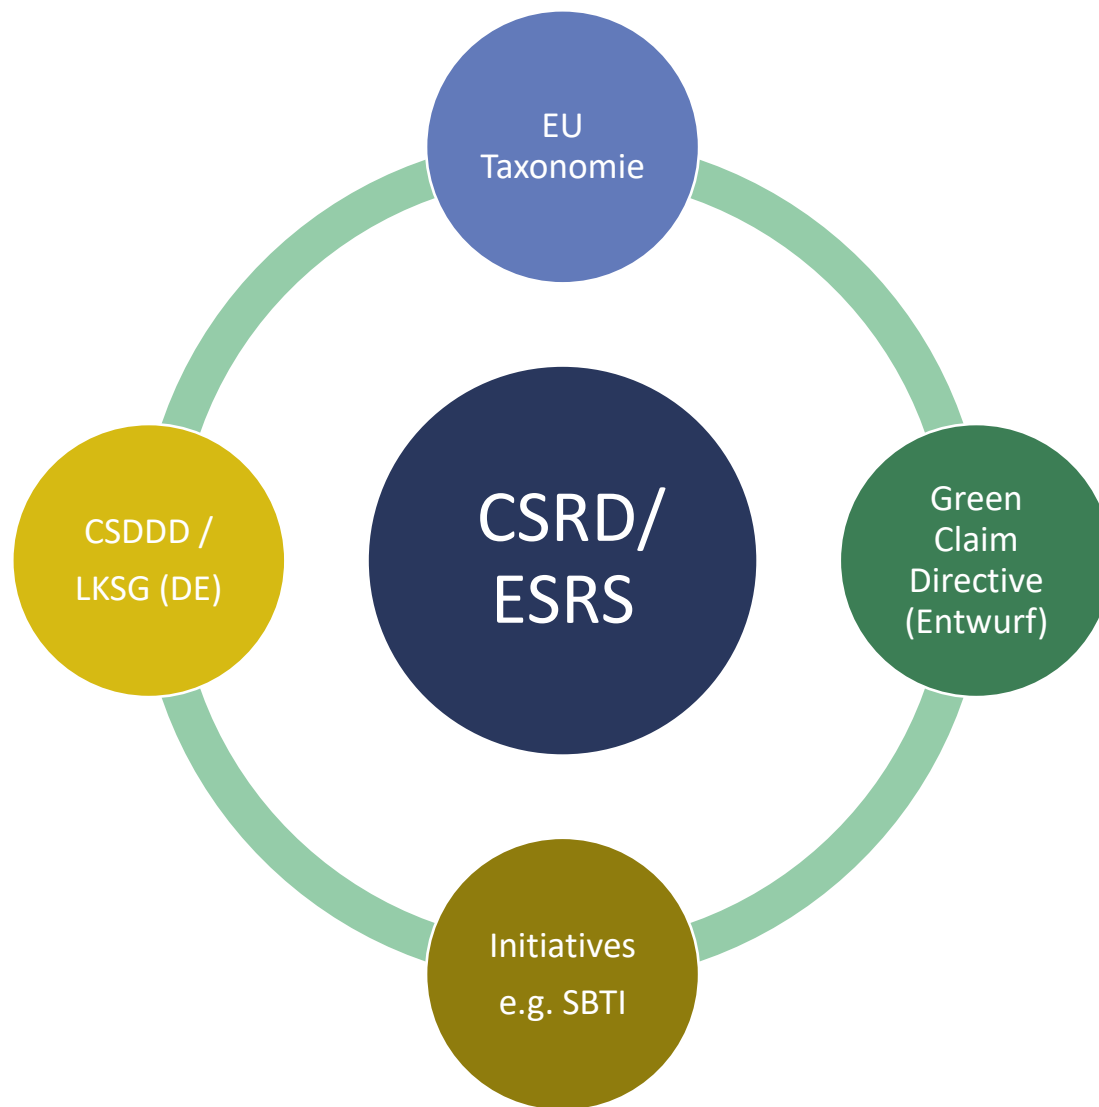 EU
Taxonomie
CSRD/
ESRS
CSDDD /
LKSG (DE)
Green
Claim
Directive
(Entwurf)
Initiatives
e.g. SBTI